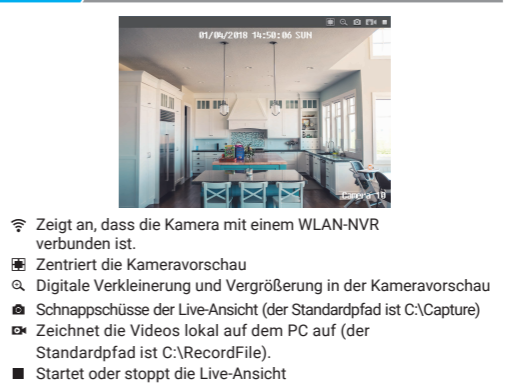 01/04/2018 14:50:06 SUN
Camera 10
Zeigt an, dass die Kamera mit einem WLAN-NVR
verbunden ist.
Zentriert die Kameravorschau
Digitale Verkleinerung und Vergrößerung in der Kameravorschau
Schnappschüsse der Live-Ansicht (der Standardpfad ist C:\Capture)
Zeichnet die Videos lokal auf dem PC auf (der
Standardpfad ist C:\RecordFile).
Startet oder stoppt die Live-Ansicht